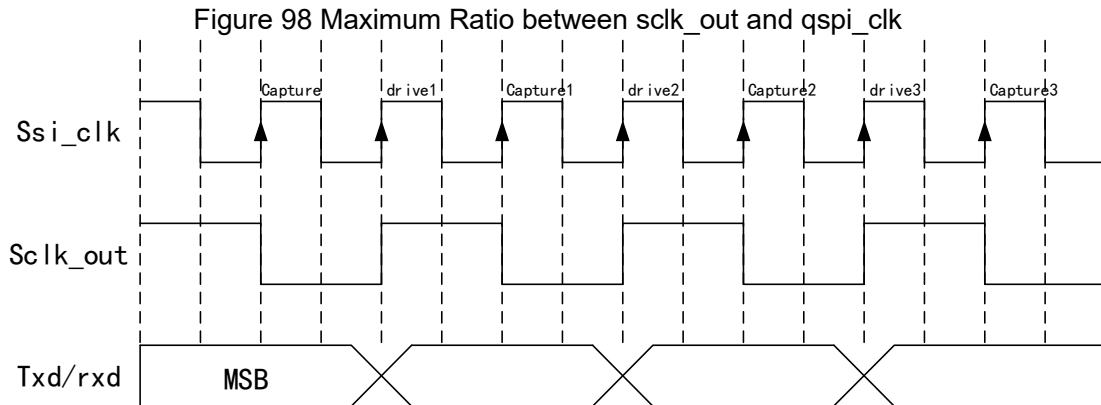 Figure 98 Maximum Ratio between sclk_out and qspi_clk
Capture drive1 Capture1 drive2 Capture2 drive3 Capture3
Ssi_clk
Sclk_out
Txd/rxd MSB